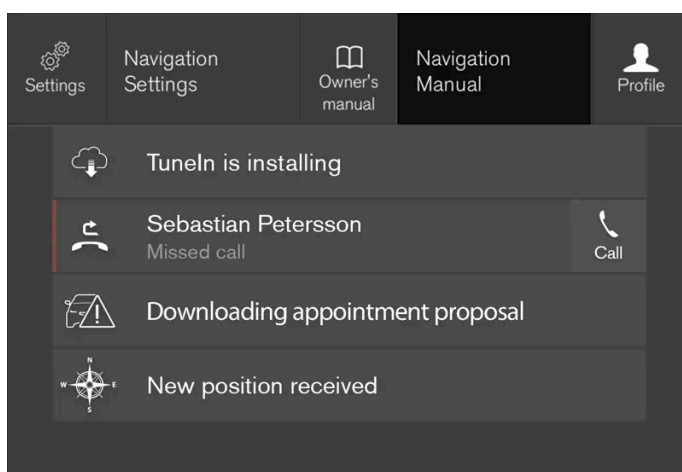 Settings
Navigation
Settings
Owner's
manual
Navigation
Manual
Profile
TuneIn is installing
Sebastian Petersson
Missed call
Call
Downloading appointment proposal
N
W
E
S
New position received